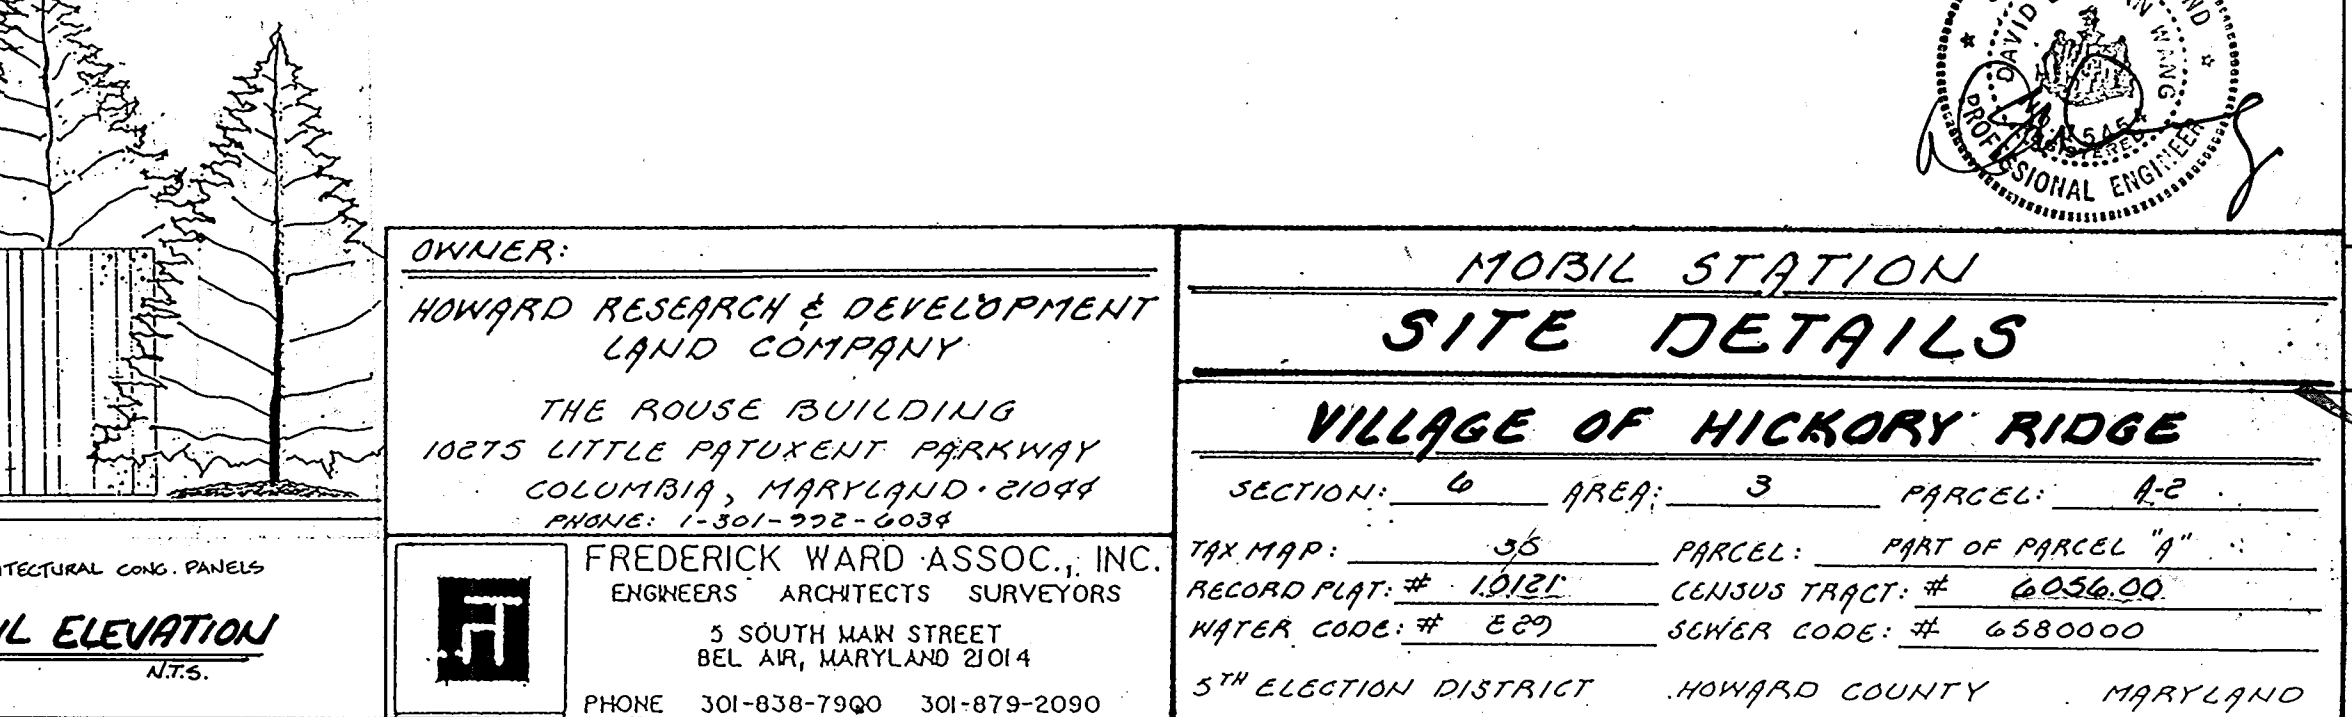 DAVID WANG
PROFESSIONAL ENGINEER
OWNER:
HOWARD RESEARCH & DEVELOPMENT
LAND COMPANY
THE ROUSE BUILDING
10275 LITTLE PATUXENT PARKWAY
COLUMBIA, MARYLAND · 21044
PHONE: 1-301-992-6034
FREDERICK WARD ASSOC., INC.
ENGINEERS ARCHITECTS SURVEYORS
5 SOUTH MAIN STREET
BEL AIR, MARYLAND 21014
PHONE 301-838-7900 301-879-2090
MOBIL STATION
SITE DETAILS
VILLAGE OF HICKORY RIDGE
SECTION: 6 AREA: 3 PARCEL: A-2
TAX MAP: 35 PARCEL: PART OF PARCEL "A"
RECORD PLAT: # 10121 CENSUS TRACT: # 6056.00
WATER CODE: # E29 SEWER CODE: # 6580000
5TH ELECTION DISTRICT HOWARD COUNTY MARYLAND
CONC. PANELS
ELEVATION
N.T.S.